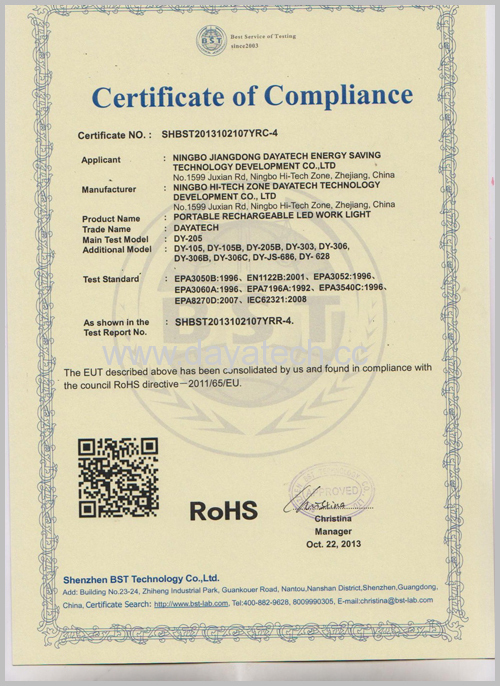 BST
Best Service of Testing
since2003
Certificate of Compliance
Certificate NO. : SHBST2013102107YRC-4
Applicant : NINGBO JIANGDONG DAYATECH ENERGY SAVING
TECHNOLOGY DEVELOPMENT CO.,LTD
No.1599 Juxian Rd, Ningbo Hi-Tech Zone, Zhejiang, China
Manufacturer : NINGBO HI-TECH ZONE DAYATECH TECHNOLOGY
DEVELOPMENT CO., LTD
No.1599 Juxian Rd, Ningbo Hi-Tech Zone, Zhejiang, China
Product Name : PORTABLE RECHARGEABLE LED WORK LIGHT
Trade Name : DAYATECH
Main Test Model : DY-205
Additional Model : DY-105, DY-105B, DY-205B, DY-303, DY-306,
DY-306B, DY-306C, DY-JS-686, DY- 628
Test Standard : EPA3050B:1996、EN1122B:2001、EPA3052:1996、
EPA3060A:1996、EPA7196A:1992、EPA3540C:1996、
EPA8270D:2007、IEC62321:2008
As shown in the : SHBST2013102107YRR-4.
Test Report No.
BST
www.dayatech.cc
The EUT described above has been consolidated by us and found in compliance with
the council RoHS directive－2011/65/EU.
APPROVED
RoHS
Christina
Christina
Manager
Oct. 22, 2013
Shenzhen BST Technology Co.,Ltd.
Add: Building No.23-24, Zhiheng Industrial Park, Guankouer Road, Nantou,Nanshan District,Shenzhen,Guangdong,
China, Certificate Search: http://www.bst-lab.com, Tel:400-882-9628, 8009990305, E-mail:christina@bst-lab.com